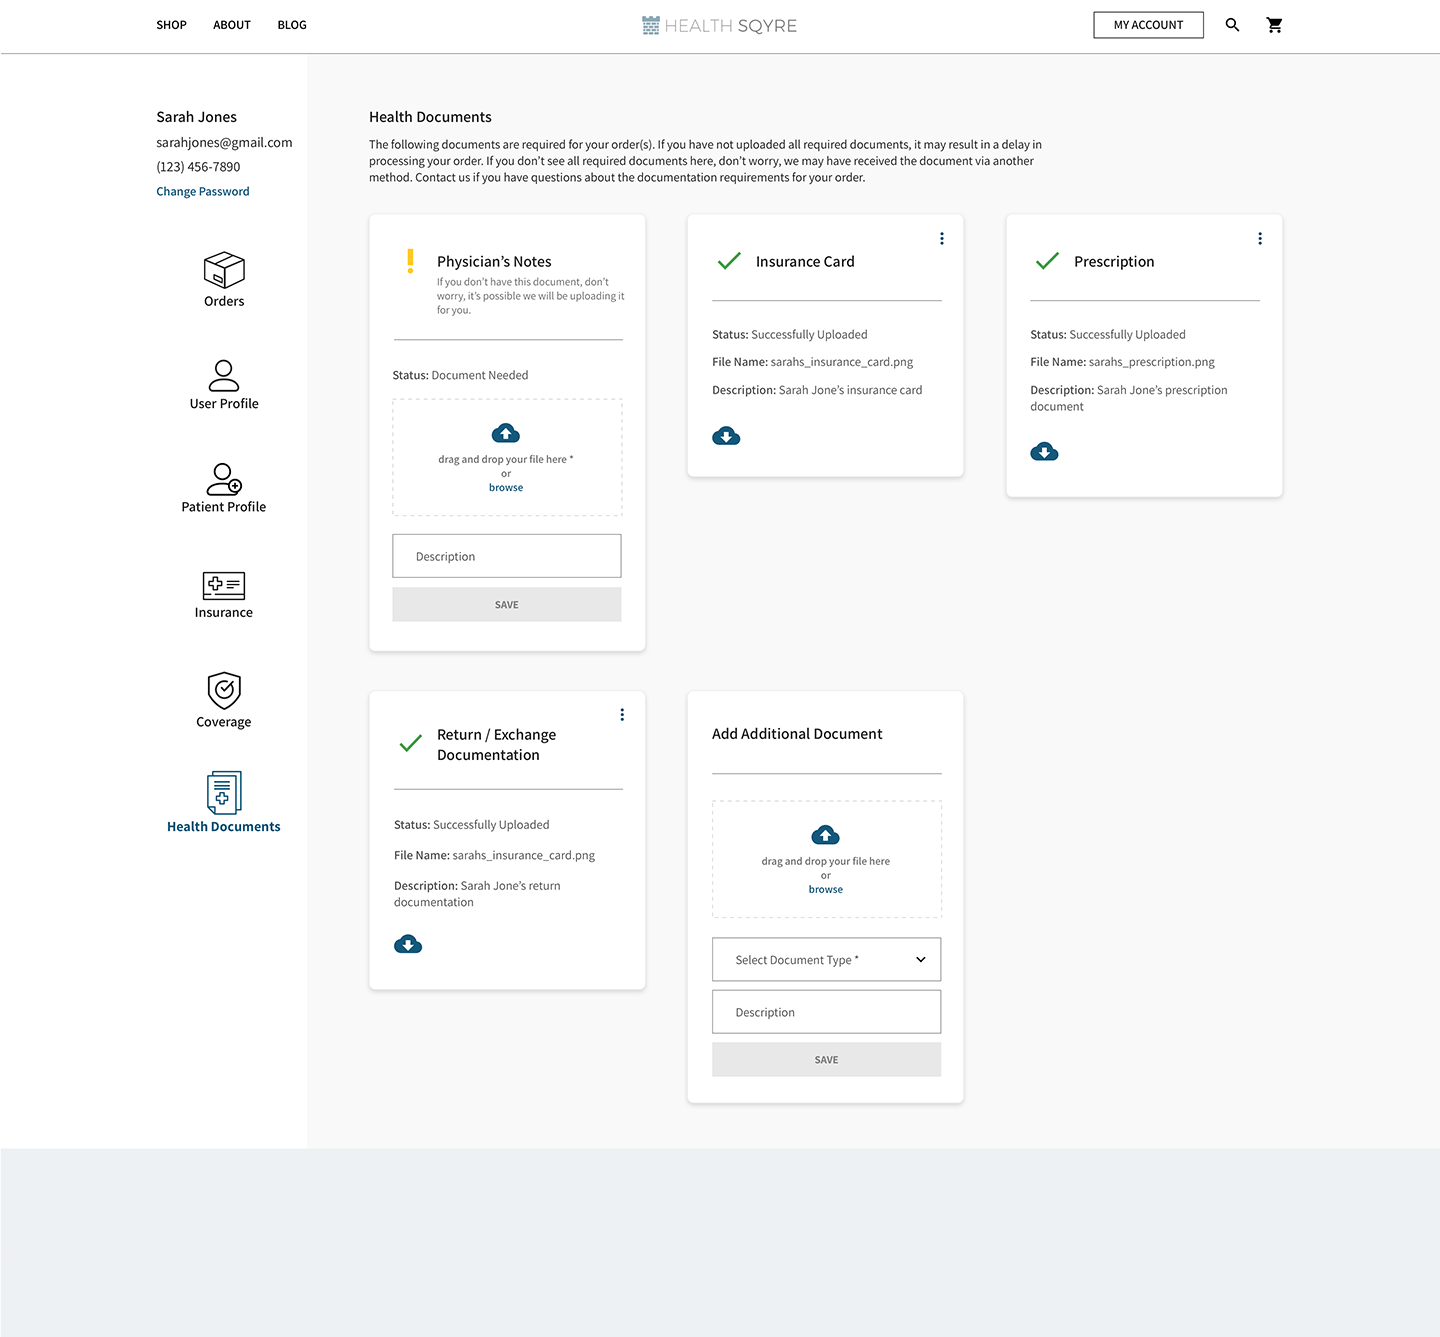 SHOP ABOUT BLOG HEALTH SQYRE MY ACCOUNT
Sarah Jones
sarahjones@gmail.com
(123) 456-7890
Change Password
Orders
User Profile
Patient Profile
Insurance
Coverage
Health Documents
Health Documents
The following documents are required for your order(s). If you have not uploaded all required documents, it may result in a delay in
processing your order. If you don’t see all required documents here, don’t worry, we may have received the document via another
method. Contact us if you have questions about the documentation requirements for your order.
Physician’s Notes
If you don’t have this document, don’t
worry, it’s possible we will be uploading it
for you.
Status: Document Needed
drag and drop your file here *
or
browse
Description
SAVE
Insurance Card
Status: Successfully Uploaded
File Name: sarahs_insurance_card.png
Description: Sarah Jone’s insurance card
Prescription
Status: Successfully Uploaded
File Name: sarahs_prescription.png
Description: Sarah Jone’s prescription
document
Return / Exchange
Documentation
Status: Successfully Uploaded
File Name: sarahs_insurance_card.png
Description: Sarah Jone’s return
documentation
Add Additional Document
drag and drop your file here
or
browse
Select Document Type *
Description
SAVE